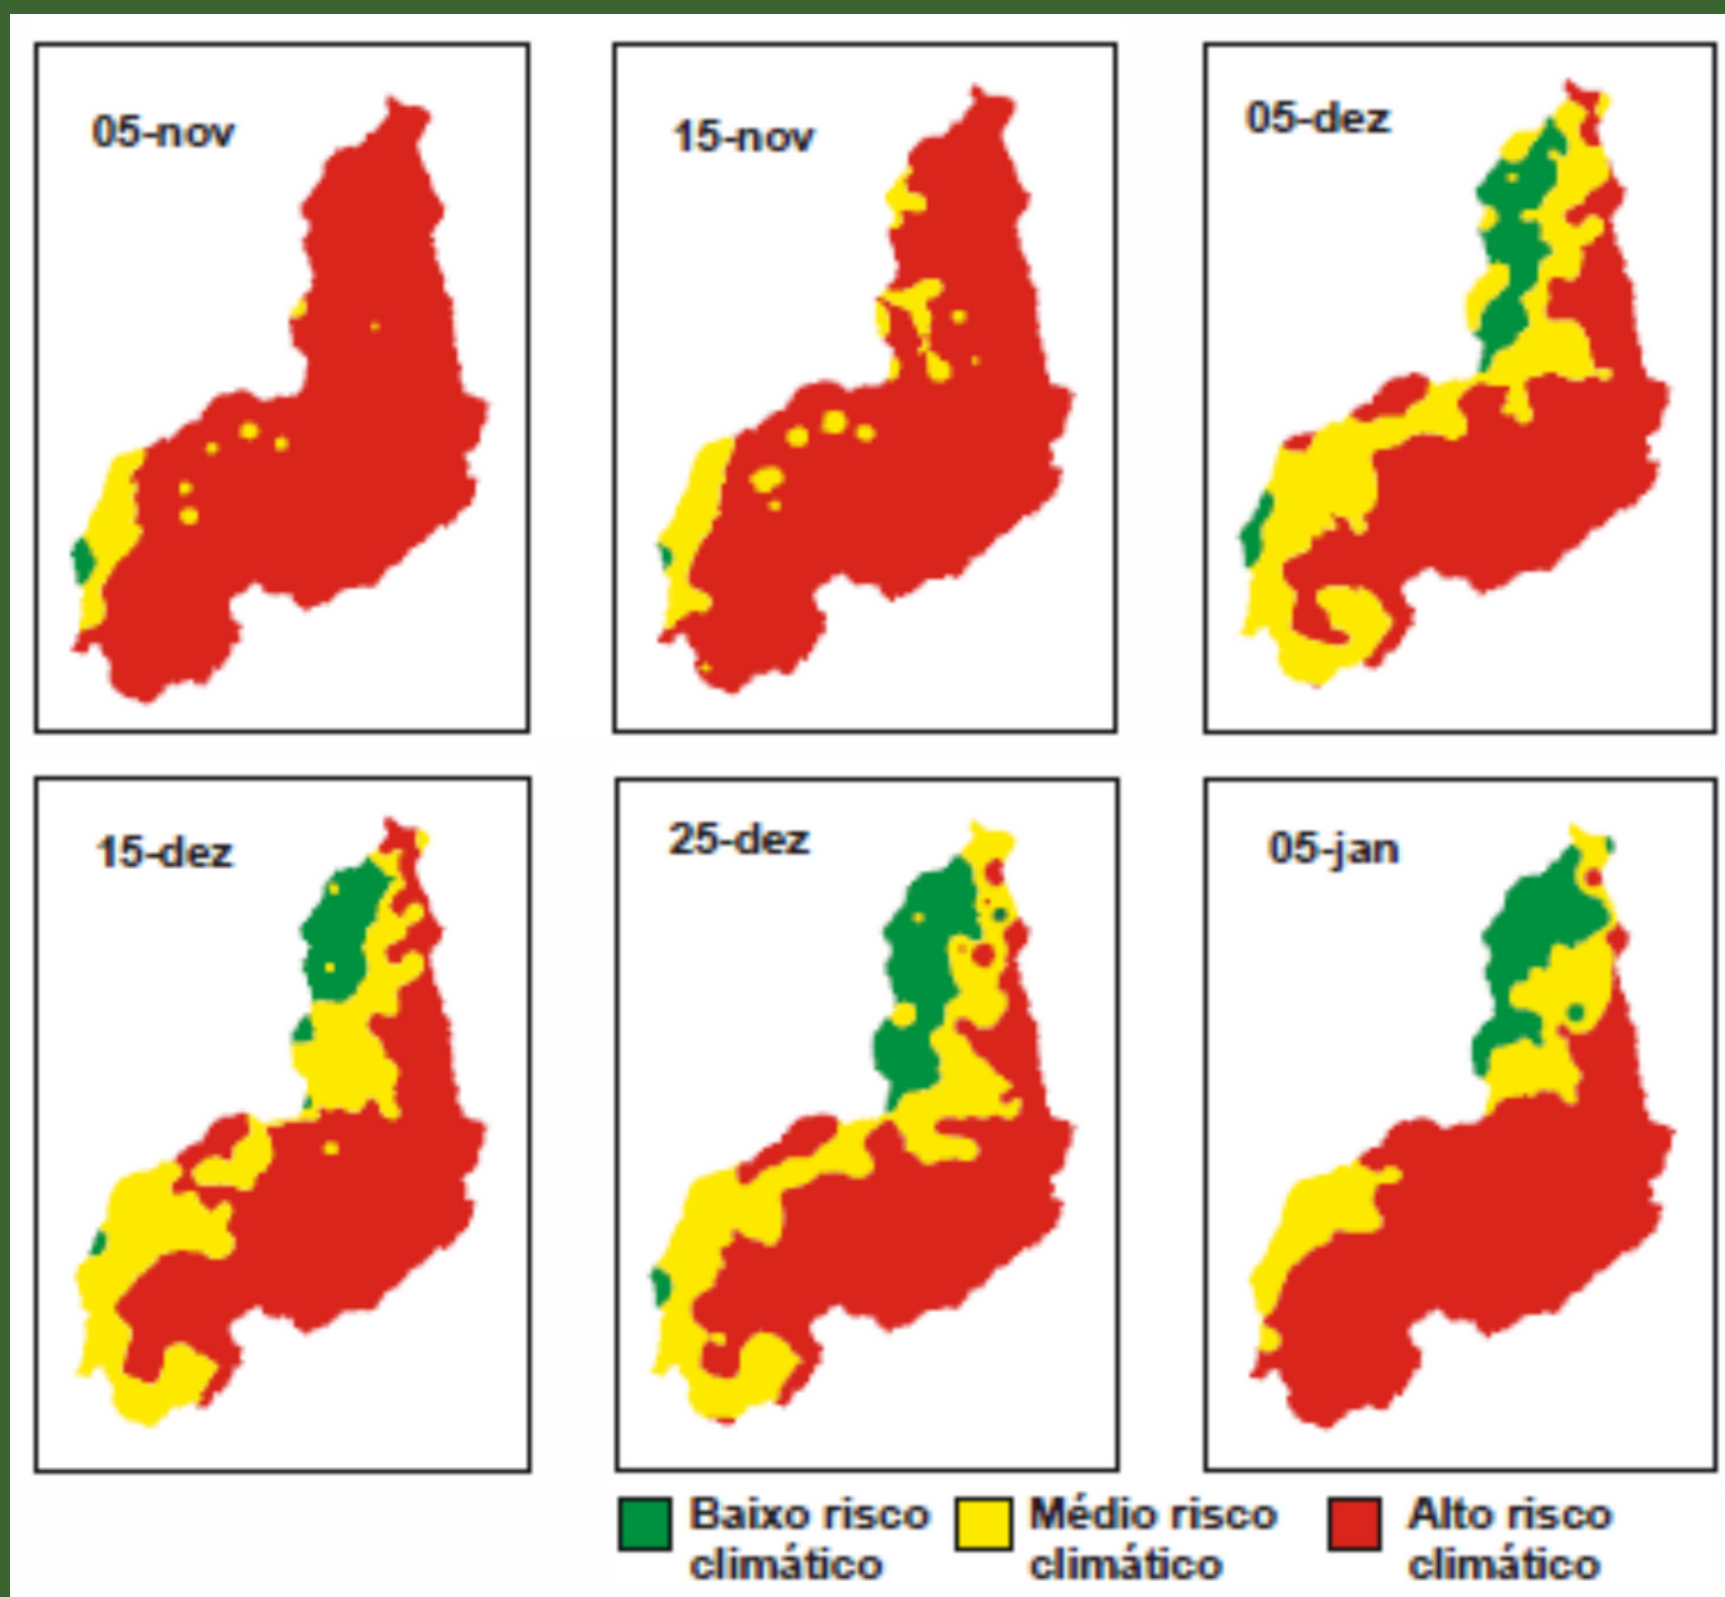 05-nov
15-nov
05-dez
15-dez
25-dez
05-jan
Baixo risco
climático
Médio risco
climático
Alto risco
climático